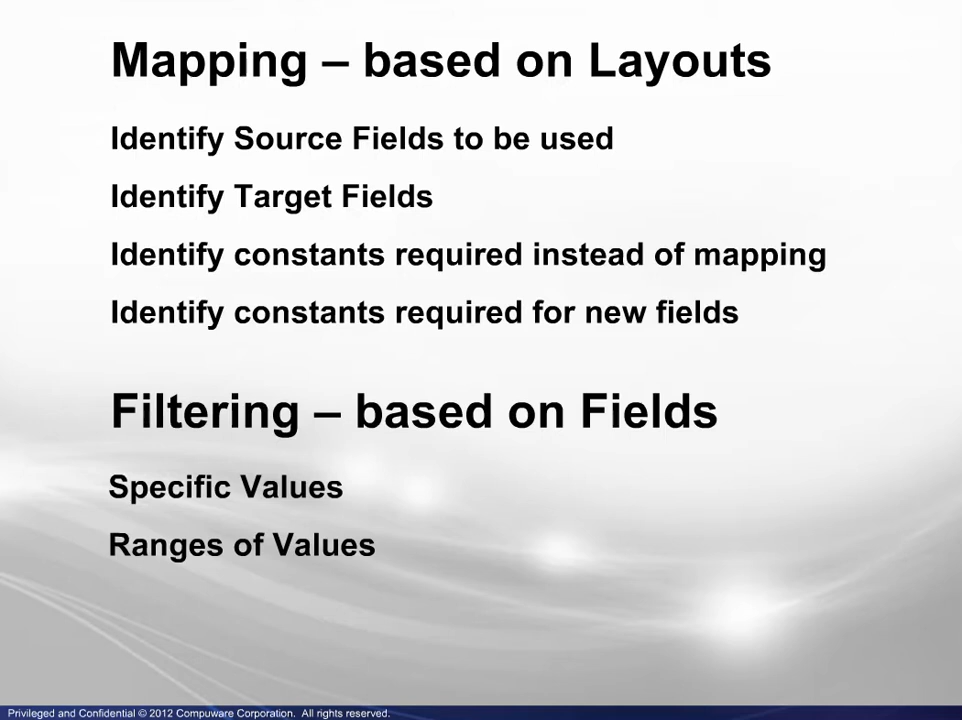 Mapping – based on Layouts
Identify Source Fields to be used
Identify Target Fields
Identify constants required instead of mapping
Identify constants required for new fields
Filtering – based on Fields
Specific Values
Ranges of Values
Privileged and Confidential © 2012 Compuware Corporation. All rights reserved.